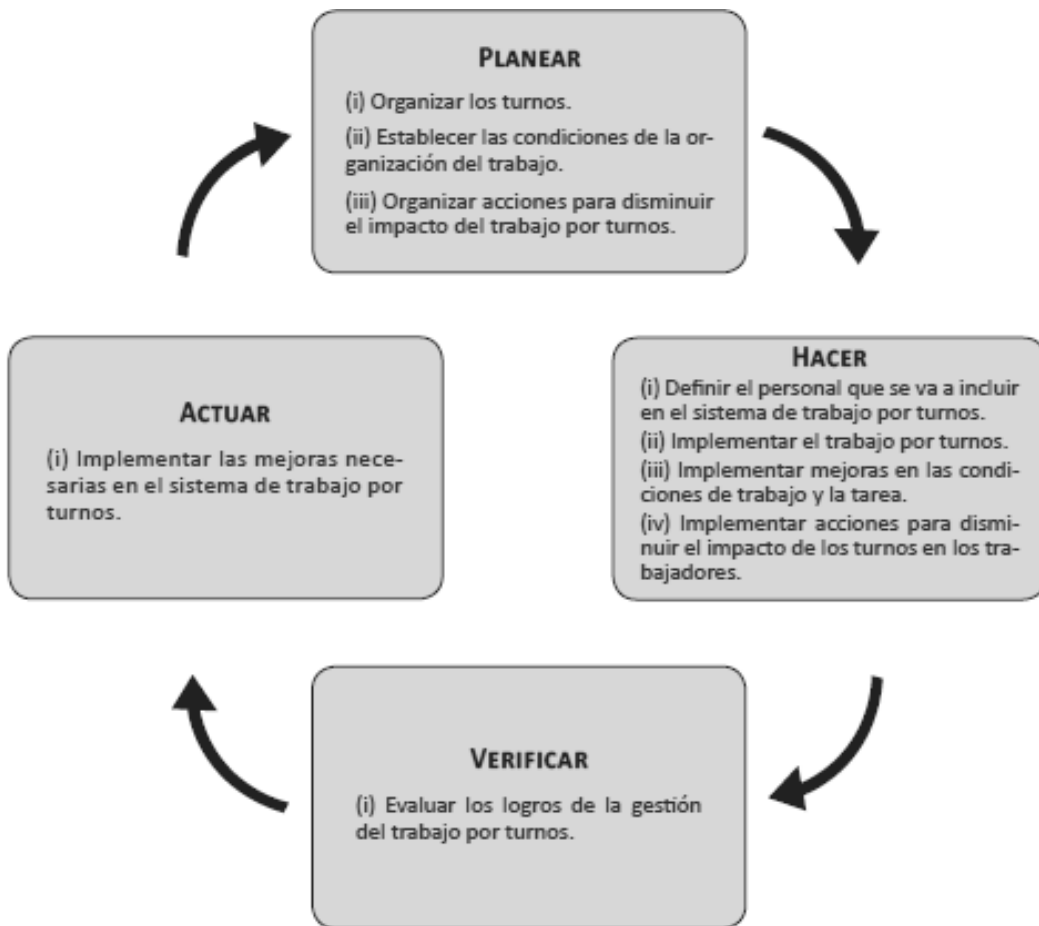 PLANEAR
(i) Organizar los turnos.
(ii) Establecer las condiciones de la or-
ganización del trabajo.
(iii) Organizar acciones para disminuir
el impacto del trabajo por turnos.
HACER
(i) Definir el personal que se va a incluir
en el sistema de trabajo por turnos.
(ii) Implementar el trabajo por turnos.
(iii) Implementar mejoras en las condi-
ciones de trabajo y la tarea.
(iv) Implementar acciones para dismi-
nuir el impacto de los turnos en los tra-
bajadores.
VERIFICAR
(i) Evaluar los logros de la gestión
del trabajo por turnos.
ACTUAR
(i) Implementar las mejoras nece-
sarias en el sistema de trabajo por
turnos.